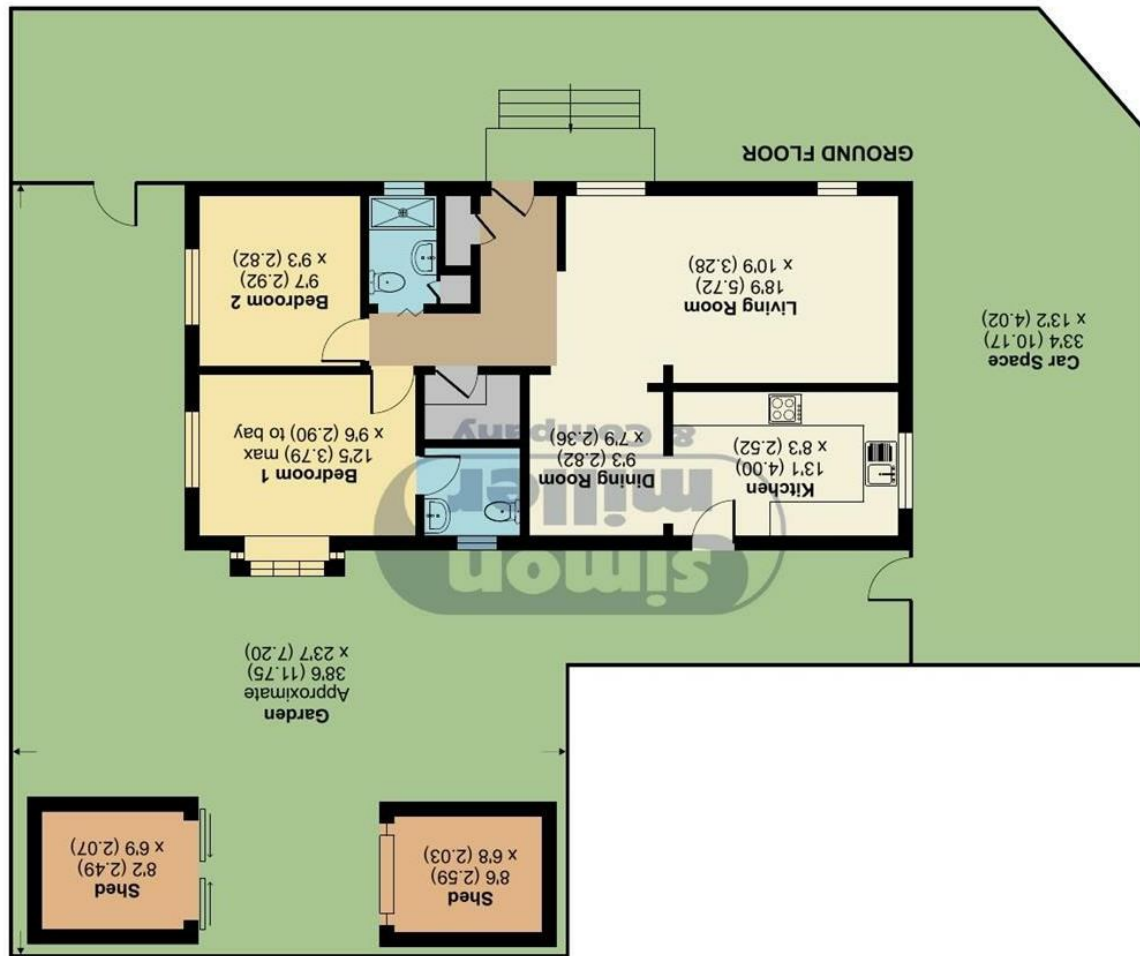 Shed
8'6 (2.59)
x 6'8 (2.03)
Shed
8'2 (2.49)
x 6'9 (2.07)
Garden
Approximate
38'6 (11.75)
x 23'7 (7.20)
simon
miller
& Company
Kitchen
13'1 (4.00)
x 8'3 (2.52)
Dining Room
9'3 (2.82)
x 7'9 (2.36)
Bedroom 1
12'5 (3.79) max
x 9'6 (2.90) to bay
Car Space
33'4 (10.17)
x 13'2 (4.02)
Living Room
18'9 (5.72)
x 10'9 (3.28)
Bedroom 2
9'7 (2.92)
x 9'3 (2.82)
GROUND FLOOR